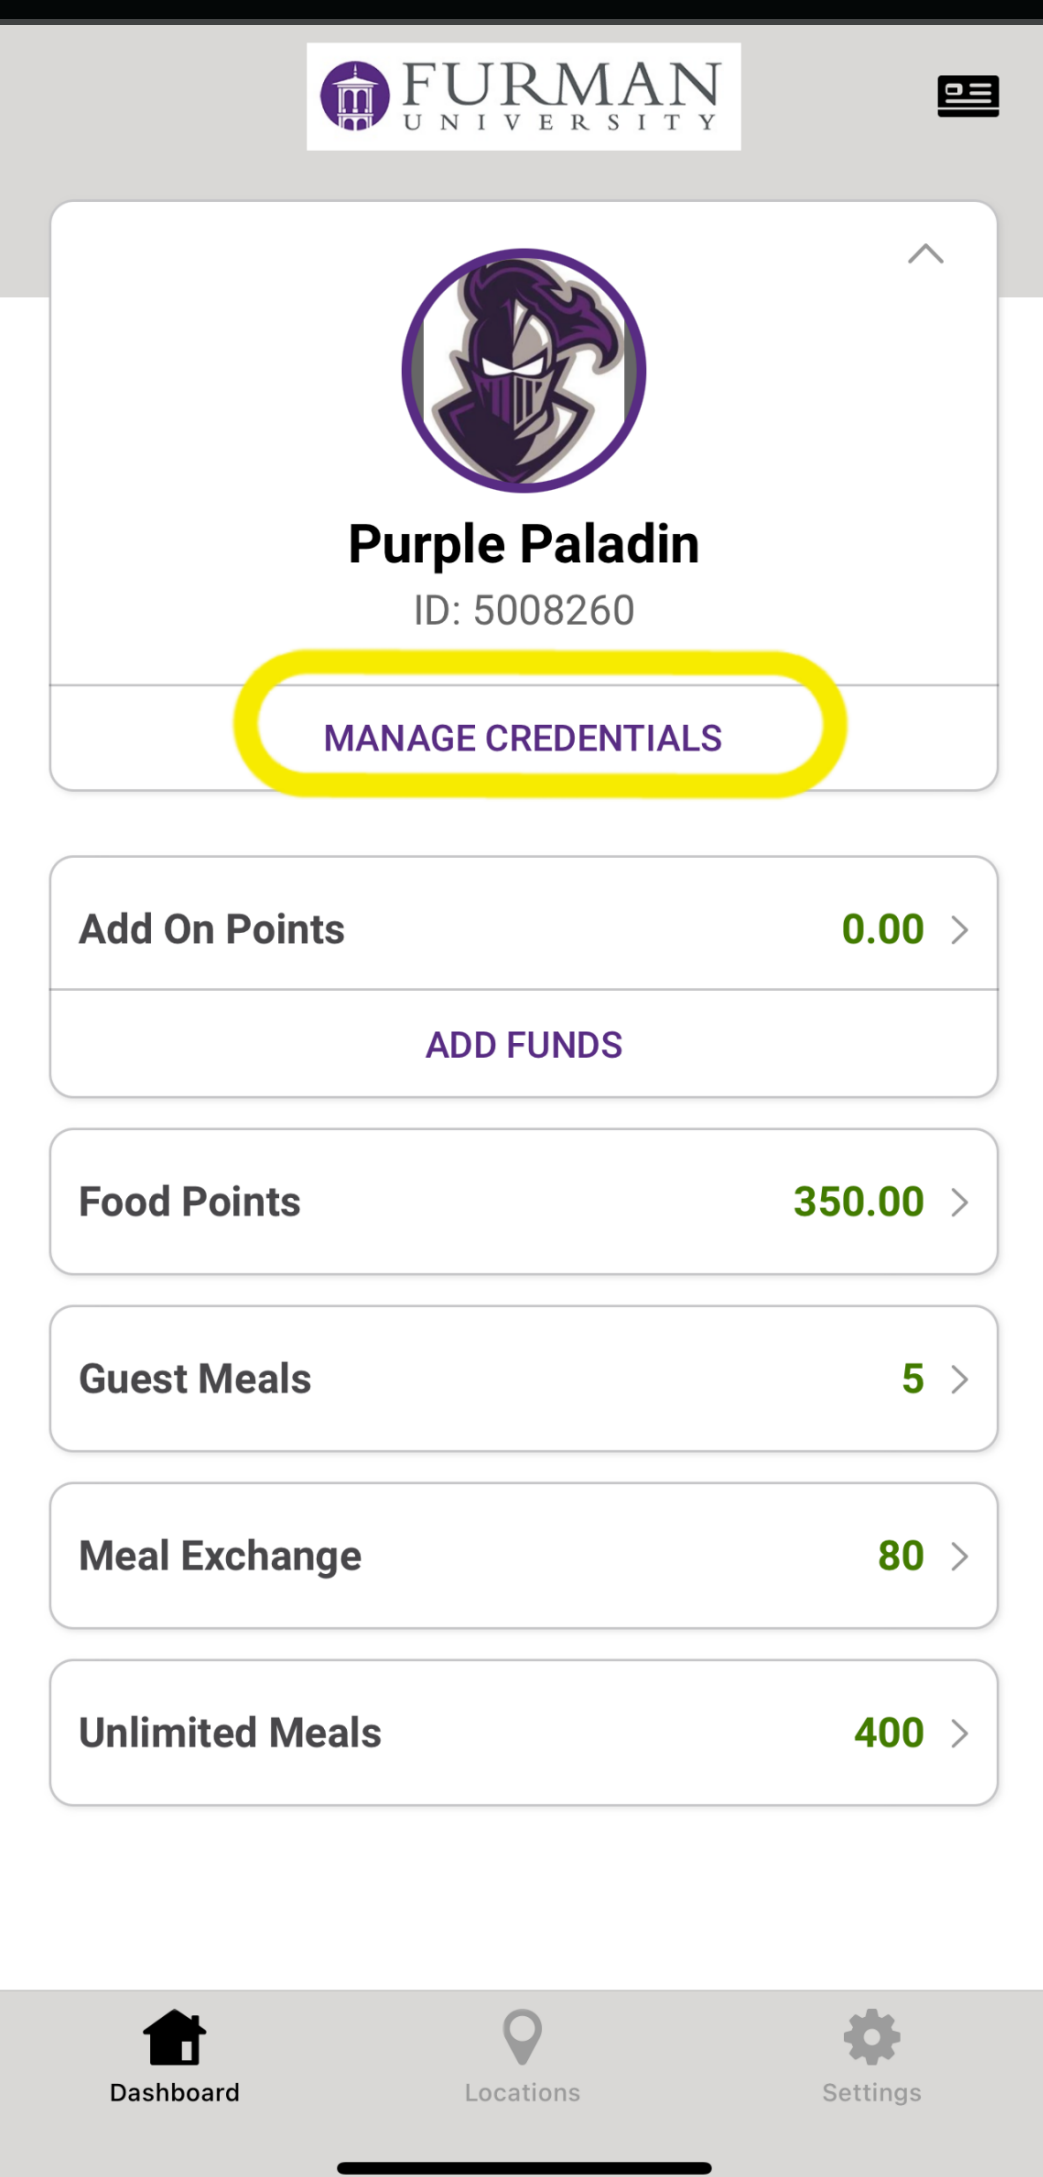 FURMAN
UNIVERSITY
Purple Paladin
ID: 5008260
MANAGE CREDENTIALS
Add On Points 0.00
ADD FUNDS
Food Points 350.00
Guest Meals 5
Meal Exchange 80
Unlimited Meals 400
Dashboard Locations Settings